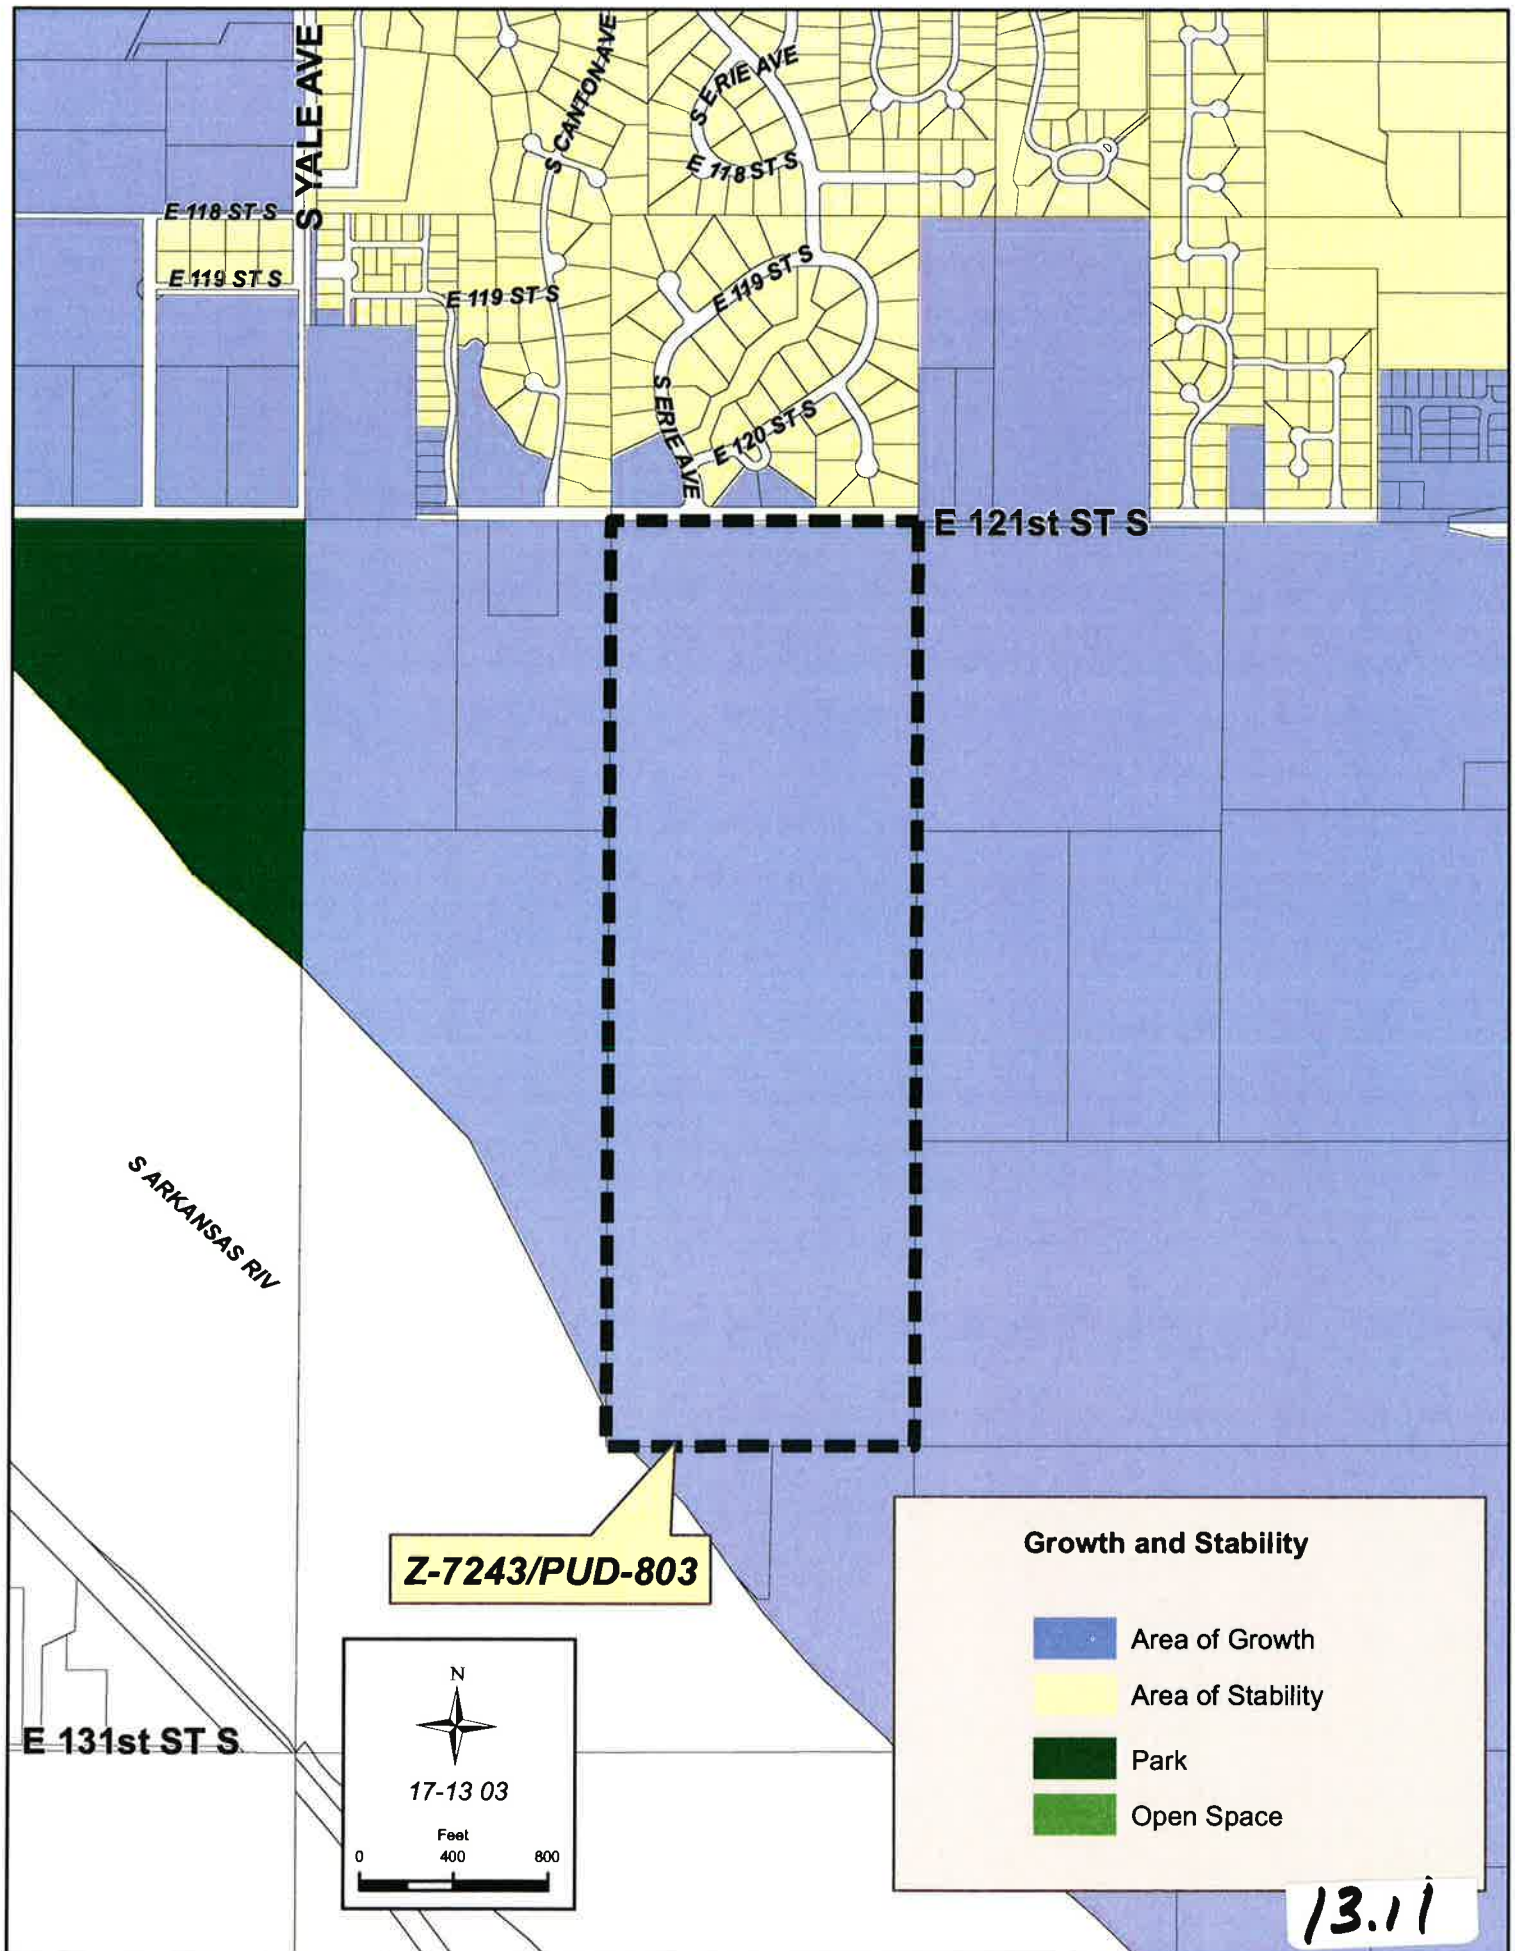 S YALE AVE
S CANTON AVE
S ERIE AVE
E 118 ST S
E 118 ST S
E 119 ST S
E 119 ST S
E 119 ST S
S ERIE AVE
E 120 ST S
E 121st ST S
S ARKANSAS RIV
Z-7243/PUD-803
E 131st ST S
N
17-13 03
Feet
0 400 800
Growth and Stability
Area of Growth
Area of Stability
Park
Open Space
13.11